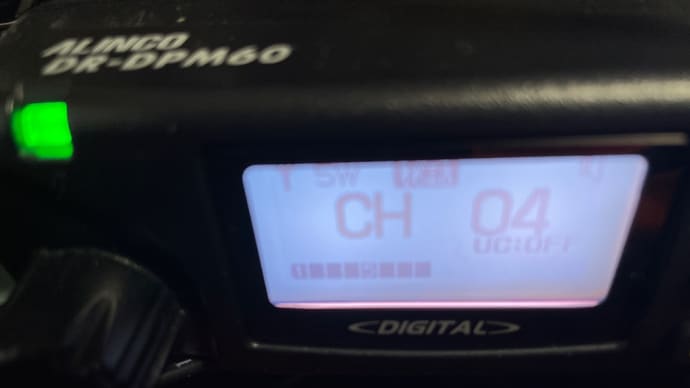 ALINCO
DR-DPM60
5W
CH 04
UC:OFF
DIGITAL